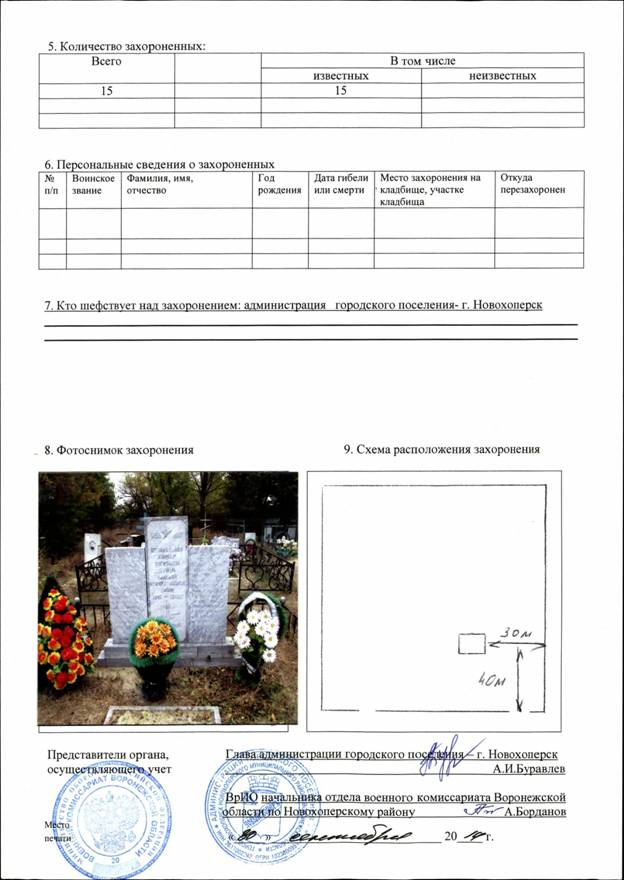 5. Количество захороненных:
Всего
В том числе
известных
неизвестных
15
15
6. Персональные сведения о захороненных
№ п/п
Воинское звание
Фамилия, имя, отчество
Год рождения
Дата гибели или смерти
Место захоронения на кладбище, участке кладбища
Откуда перезахоронен
7. Кто шефствует над захоронением: администрация городского поселения- г. Новохоперск
8. Фотоснимок захоронения
9. Схема расположения захоронения
30м
40м
Представители органа,
осуществляющего учет
Глава администрации городского поселения – г. Новохоперск
А.И.Буравлев
ВрИО начальника отдела военного комиссариата Воронежской
области по Новохоперскому району А.Борданов
Место
печати
« 30 » сентября 20 14 г.